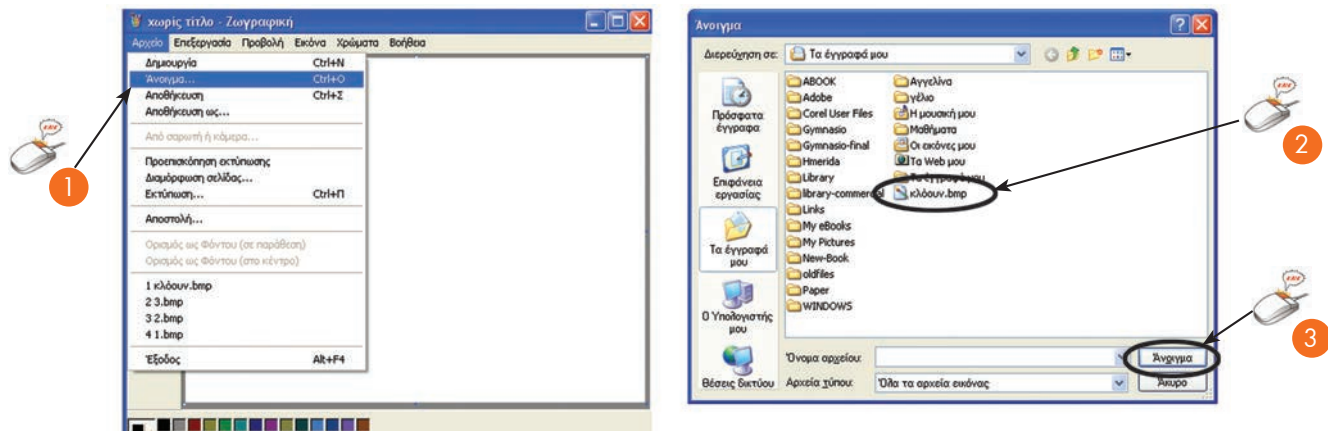 χωρίς τίτλο - Ζωγραφική
Αρχείο Επεξεργασία Προβολή Εικόνα Χρώματα Βοήθεια
Δημιουργία Ctrl+N
Άνοιγμα... Ctrl+O
Αποθήκευση Ctrl+Σ
Αποθήκευση ως...
Από σαρωτή ή κάμερα...
Προεπισκόπηση εκτύπωσης
Διαμόρφωση σελίδας...
Εκτύπωση... Ctrl+Π
Αποστολή...
Ορισμός ως Φόντου (σε παράθεση)
Ορισμός ως Φόντου (στο κέντρο)
1 κλόουν.bmp
2 3.bmp
3 2.bmp
4 1.bmp
Έξοδος Alt+F4
1
Άνοιγμα
Διερεύνηση σε: Τα έγγραφά μου
Πρόσφατα
έγγραφα
Επιφάνεια
εργασίας
Τα έγγραφά
μου
Ο Υπολογιστής
μου
Θέσεις δικτύου
ABOOK
Adobe
Corel User Files
Gymnasio
Gymnasio-final
Hmerida
Library
library-commercial
Links
My eBooks
My Pictures
New-Book
oldfiles
Paper
WINDOWS
Αγγελίνα
γέλιο
Η μουσική μου
Μαθήματα
Οι εικόνες μου
Τα Web μου
Τα έγγραφά μου
κλόουν.bmp
Όνομα αρχείου:
Άνοιγμα
Αρχεία τύπου: Όλα τα αρχεία εικόνας
Άκυρο
2
3